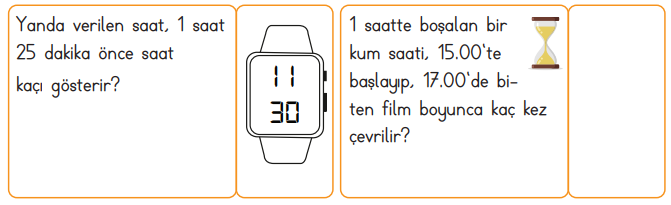 Yanda verilen saat, 1 saat
25 dakika önce saat
kaçı gösterir?
11
30
1 saatte boşalan bir
kum saati, 15.00'te
başlayıp, 17.00'de bi-
ten film boyunca kaç kez
çevrilir?